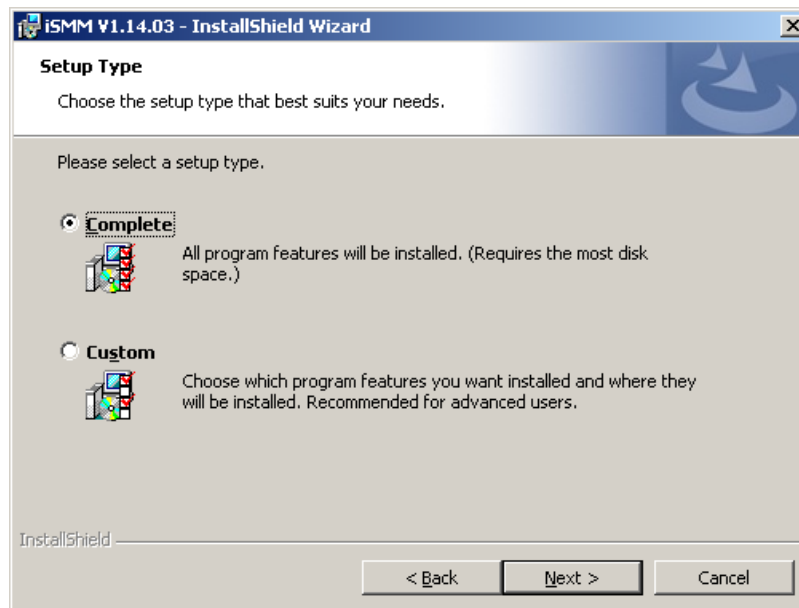 iSMM V1.14.03 - InstallShield Wizard
Setup Type
Choose the setup type that best suits your needs.
Please select a setup type.
Complete
All program features will be installed. (Requires the most disk
space.)
Custom
Choose which program features you want installed and where they
will be installed. Recommended for advanced users.
InstallShield
< Back
Next >
Cancel